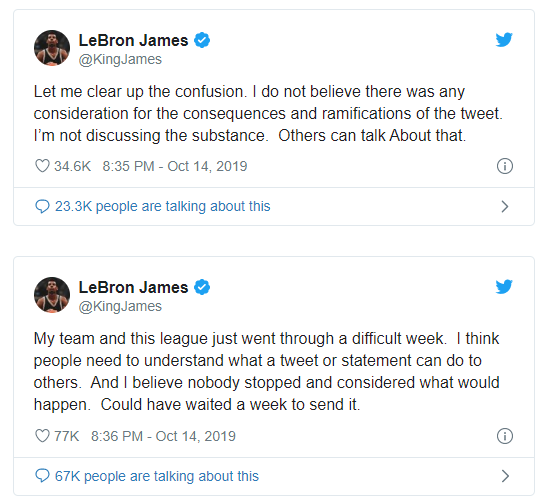 LeBron James
@KingJames
Let me clear up the confusion. I do not believe there was any
consideration for the consequences and ramifications of the tweet.
I’m not discussing the substance.  Others can talk About that.
34.6K 8:35 PM - Oct 14, 2019
23.3K people are talking about this
LeBron James
@KingJames
My team and this league just went through a difficult week.  I think
people need to understand what a tweet or statement can do to
others.  And I believe nobody stopped and considered what would
happen.  Could have waited a week to send it.
77K 8:36 PM - Oct 14, 2019
67K people are talking about this